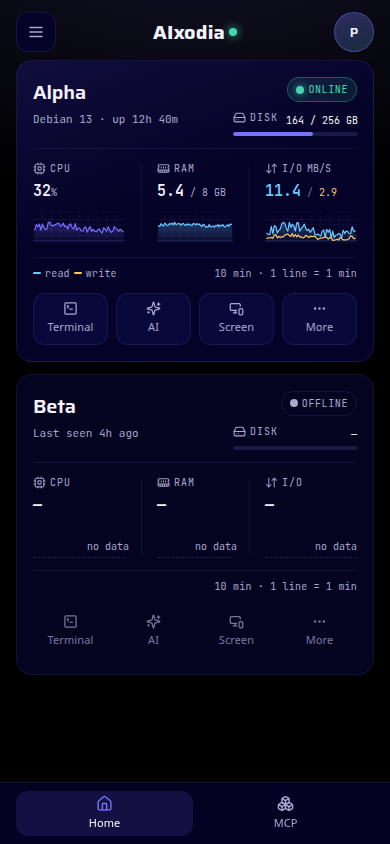 AIxodia
P
Alpha
ONLINE
Debian 13 · up 12h 40m
DISK 164 / 256 GB
CPU
RAM
I/O MB/S
32%
5.4 / 8 GB
11.4 / 2.9
read write
10 min · 1 line = 1 min
Terminal
AI
Screen
More
Beta
OFFLINE
Last seen 4h ago
DISK –
CPU
RAM
I/O
–
–
–
no data
no data
no data
10 min · 1 line = 1 min
Terminal
AI
Screen
More
Home
MCP